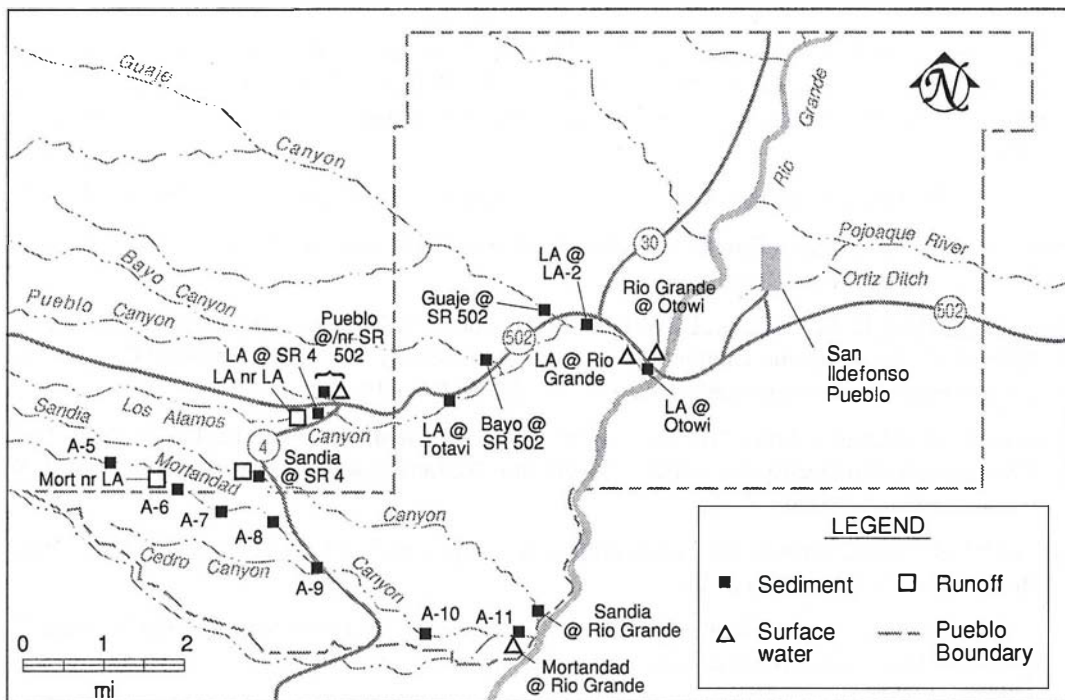 Guaje
Canyon
N
Grande
Rio
Bayo
Canyon
Pueblo Canyon
30
Pojoaque River
Ortiz Ditch
LA @
LA-2
Guaje @
SR 502
Rio Grande
@ Otowi
502
502
Pueblo
@/nr SR
502
LA @ SR 4
LA nr LA
LA @ Rio
Grande
San
Ildefonso
Pueblo
Sandia
Los Alamos
Canyon
LA @
Totavi
Bayo @
SR 502
LA @
Otowi
A-5
4
Sandia
@ SR 4
Mortandad
Mort nr LA
A-6
A-7
A-8
Canyon
Cedro Canyon
A-9
Canyon
A-10
A-11
Sandia
@ Rio Grande
Mortandad
@ Rio Grande
0 1 2
mi
LEGEND
Sediment
Runoff
Surface
water
Pueblo
Boundary